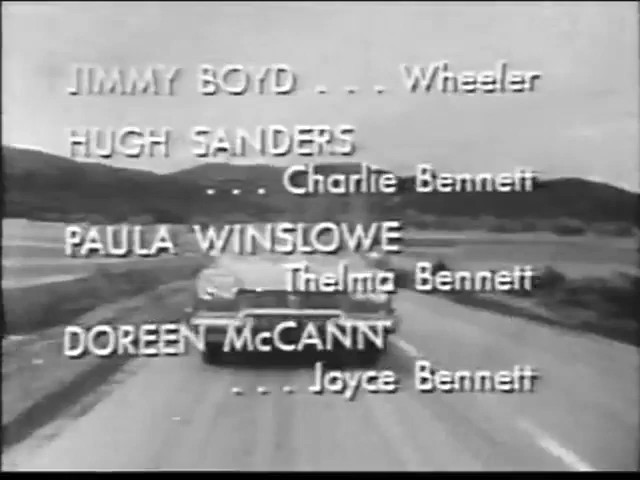 JIMMY BOYD . . . Wheeler
HUGH SANDERS
. . . Charlie Bennett
PAULA WINSLOWE
. . . Thelma Bennett
DOREEN McCANN
. . . Joyce Bennett